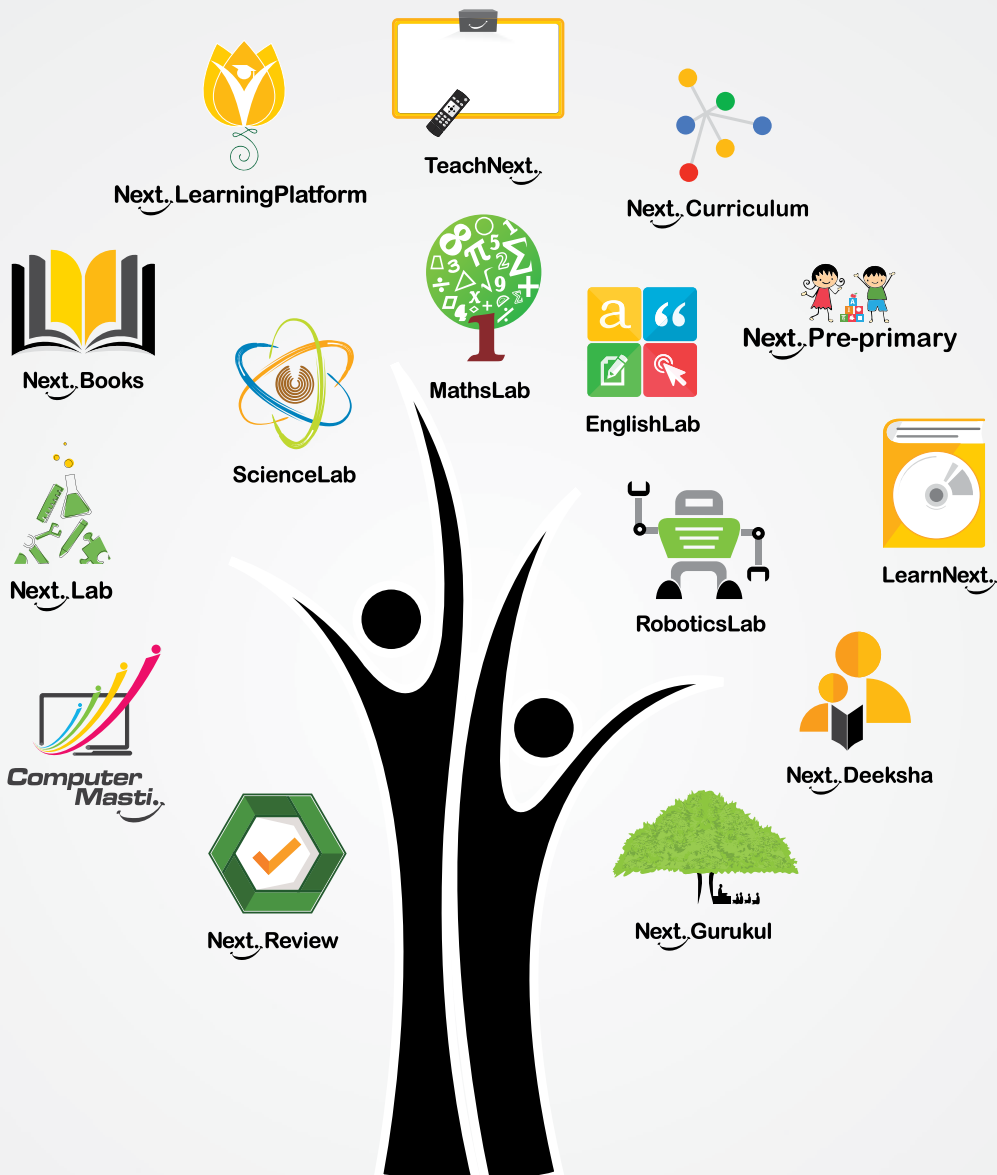 TeachNext..
Next..LearningPlatform
Next..Curriculum
Next..Pre-primary
Next..Books
MathsLab
EnglishLab
ScienceLab
LearnNext..
Next..Lab
RoboticsLab
Next..Deeksha
Computer
Masti..
Next..Review
Next..Gurukul